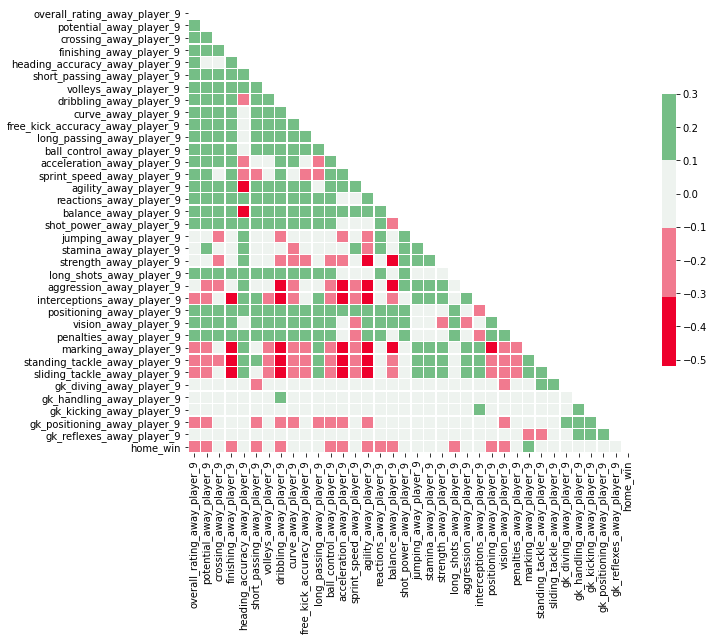 overall_rating_away_player_9
potential_away_player_9
crossing_away_player_9
finishing_away_player_9
heading_accuracy_away_player_9
short_passing_away_player_9
volleys_away_player_9
dribbling_away_player_9
curve_away_player_9
free_kick_accuracy_away_player_9
long_passing_away_player_9
ball_control_away_player_9
acceleration_away_player_9
sprint_speed_away_player_9
agility_away_player_9
reactions_away_player_9
balance_away_player_9
shot_power_away_player_9
jumping_away_player_9
stamina_away_player_9
strength_away_player_9
long_shots_away_player_9
aggression_away_player_9
interceptions_away_player_9
positioning_away_player_9
vision_away_player_9
penalties_away_player_9
marking_away_player_9
standing_tackle_away_player_9
sliding_tackle_away_player_9
gk_diving_away_player_9
gk_handling_away_player_9
gk_kicking_away_player_9
gk_positioning_away_player_9
gk_reflexes_away_player_9
home_win
overall_rating_away_player_9
potential_away_player_9
crossing_away_player_9
finishing_away_player_9
heading_accuracy_away_player_9
short_passing_away_player_9
volleys_away_player_9
dribbling_away_player_9
curve_away_player_9
free_kick_accuracy_away_player_9
long_passing_away_player_9
ball_control_away_player_9
acceleration_away_player_9
sprint_speed_away_player_9
agility_away_player_9
reactions_away_player_9
balance_away_player_9
shot_power_away_player_9
jumping_away_player_9
stamina_away_player_9
strength_away_player_9
long_shots_away_player_9
aggression_away_player_9
interceptions_away_player_9
positioning_away_player_9
vision_away_player_9
penalties_away_player_9
marking_away_player_9
standing_tackle_away_player_9
sliding_tackle_away_player_9
gk_diving_away_player_9
gk_handling_away_player_9
gk_kicking_away_player_9
gk_positioning_away_player_9
gk_reflexes_away_player_9
home_win
0.3
0.2
0.1
0.0
−0.1
−0.2
−0.3
−0.4
−0.5